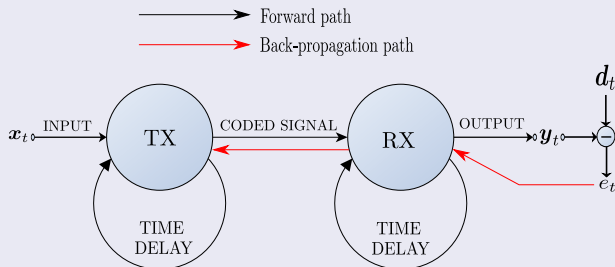 Forward path
Back-propagation path
d_t
x_t INPUT TX CODED SIGNAL RX OUTPUT y_t −
e_t
TIME DELAY
TIME DELAY